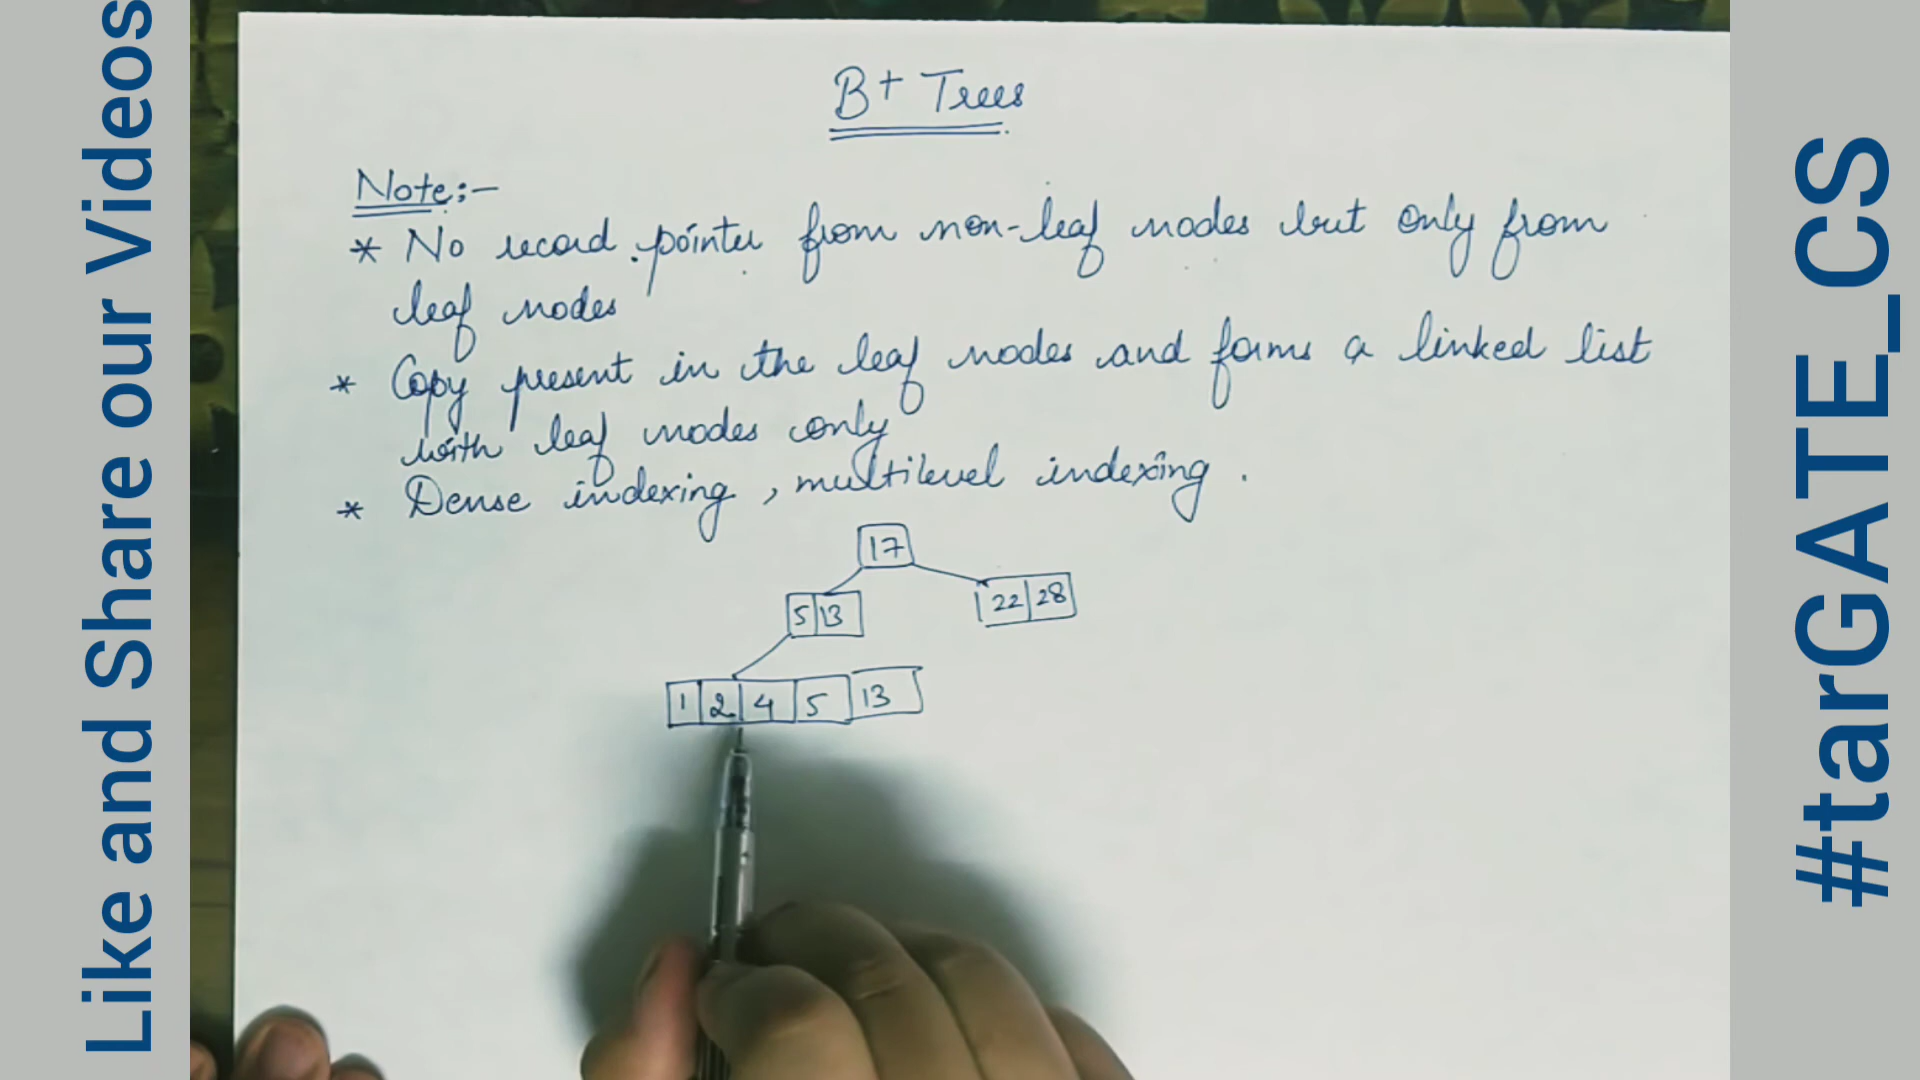 Like and Share our Videos
B+ Trees
Note:-
* No record pointer from non-leaf nodes but only from
leaf nodes
* Copy present in the leaf nodes and forms a linked list
with leaf nodes only
* Dense indexing, multilevel indexing.
17
5 13
22 28
1 2 4 5 13
#tarGATE_CS